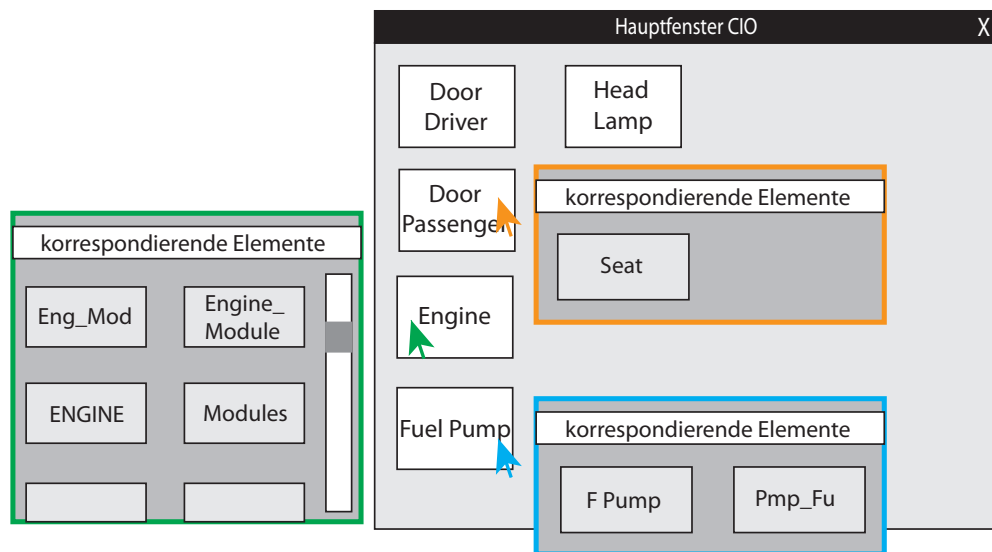 Hauptfenster CIO
X
Door
Driver
Head
Lamp
Door
Passenger
korrespondierende Elemente
Seat
korrespondierende Elemente
Eng_Mod
Engine_
Module
ENGINE
Modules
Engine
Fuel Pump
korrespondierende Elemente
F Pump
Pmp_Fu